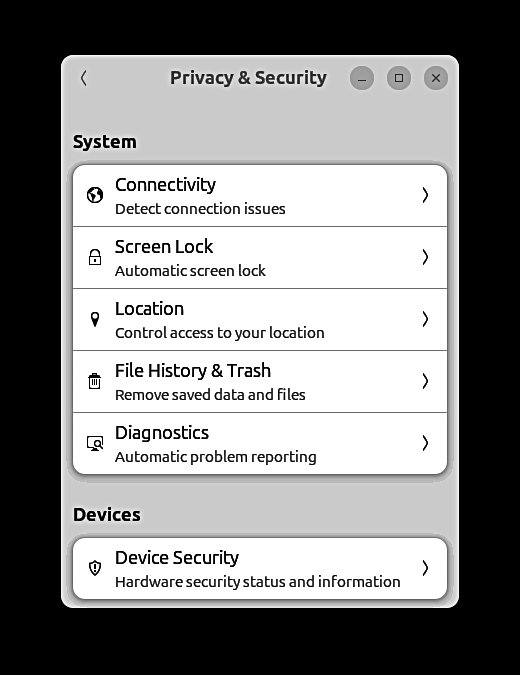 Privacy & Security
System
Connectivity
Detect connection issues
Screen Lock
Automatic screen lock
Location
Control access to your location
File History & Trash
Remove saved data and files
Diagnostics
Automatic problem reporting
Devices
Device Security
Hardware security status and information